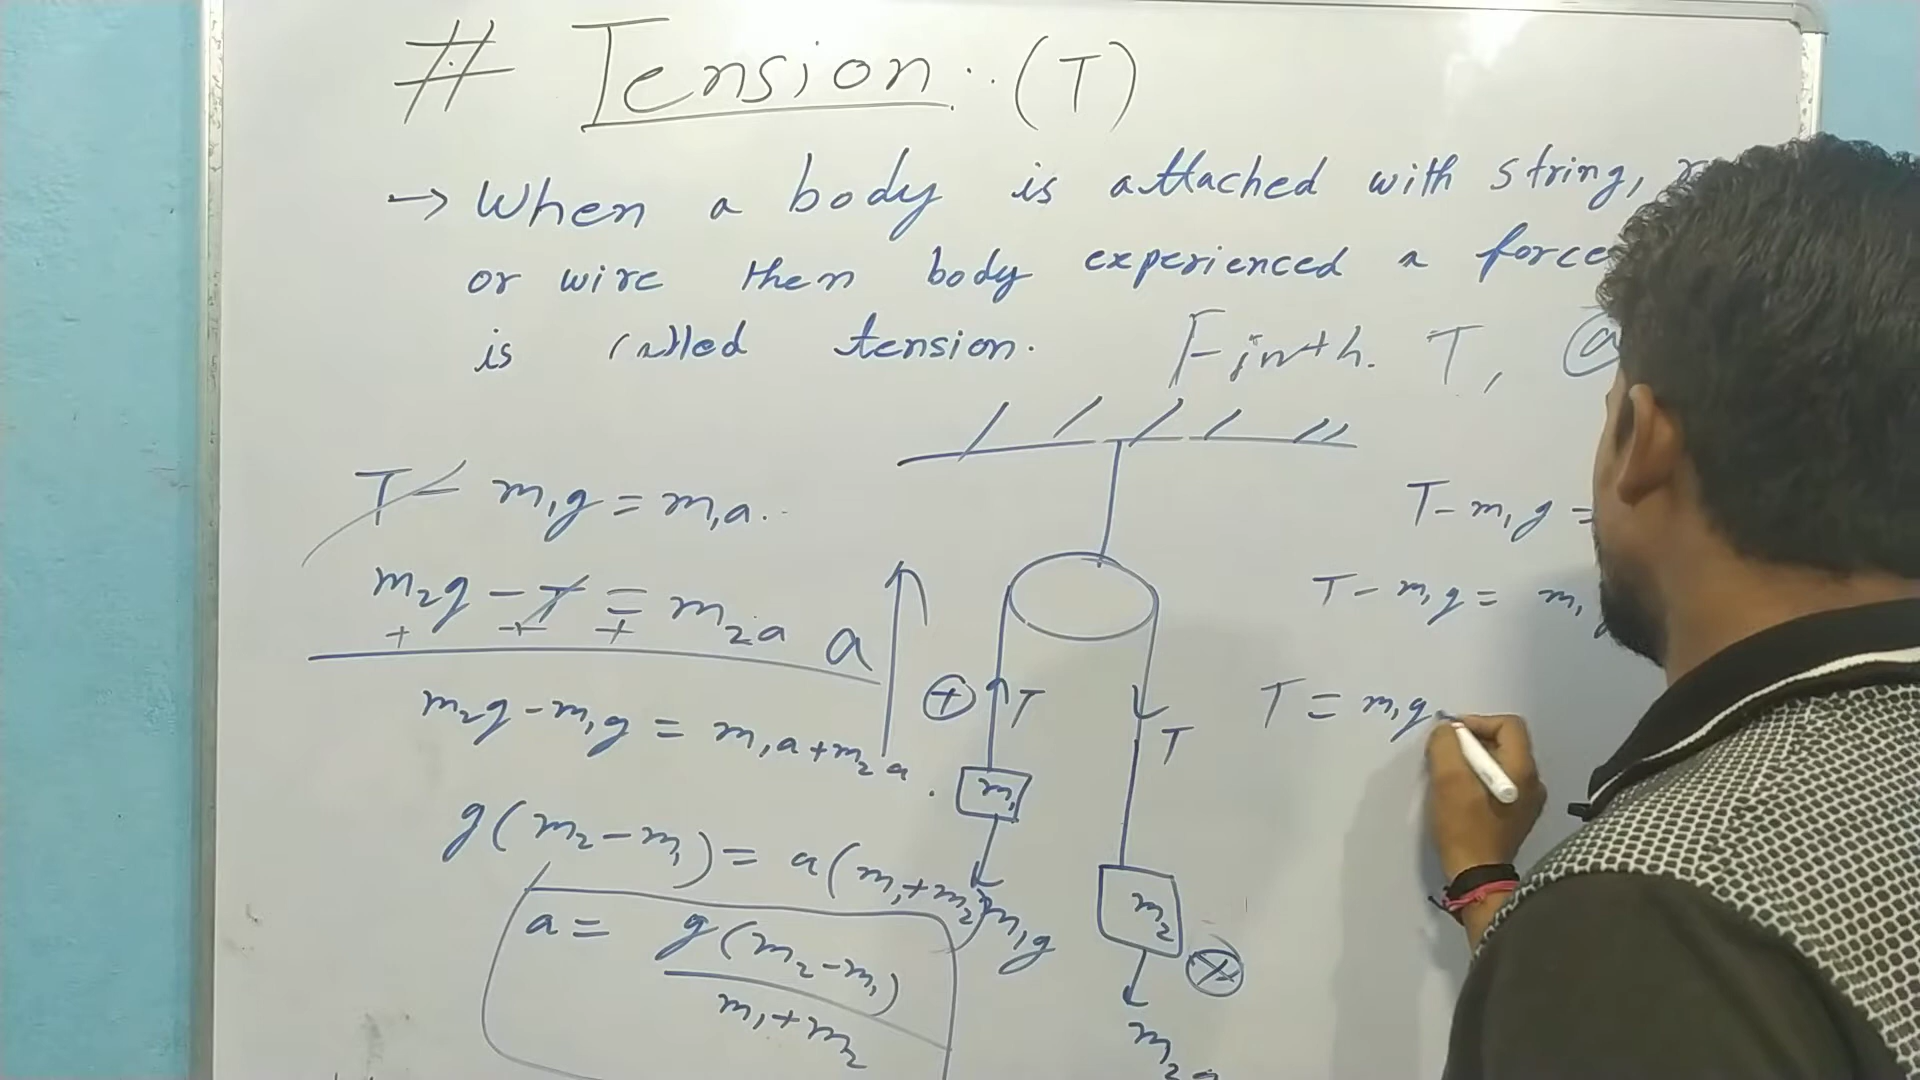 # Tension (T)
→ When a body is attached with string,
or wire then body experienced a force
is called tension.
Find the T, a
T - m₁g = m₁a
m₂g - T = m₂a
+ + +
m₂g - m₁g = m₁a + m₂a
g(m₂ - m₁) = a(m₁ + m₂)
a = g(m₂ - m₁)
m₁ + m₂
a
+ T
T
m₁
m₁g
m₂
m₂g
T - m₁g =
T - m₁g = m₁
T = m₁g